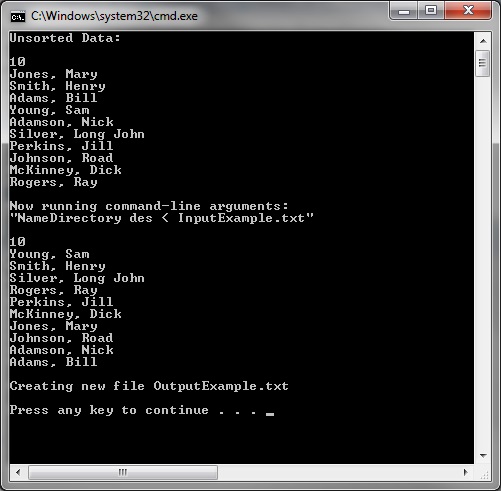 C:\Windows\system32\cmd.exe
Unsorted Data:
10
Jones, Mary
Smith, Henry
Adams, Bill
Young, Sam
Adamson, Nick
Silver, Long John
Perkins, Jill
Johnson, Road
McKinney, Dick
Rogers, Ray
Now running command-line arguments:
"NameDirectory des < InputExample.txt"
10
Young, Sam
Smith, Henry
Silver, Long John
Rogers, Ray
Perkins, Jill
McKinney, Dick
Jones, Mary
Johnson, Road
Adamson, Nick
Adams, Bill
Creating new file OutputExample.txt
Press any key to continue . . . _